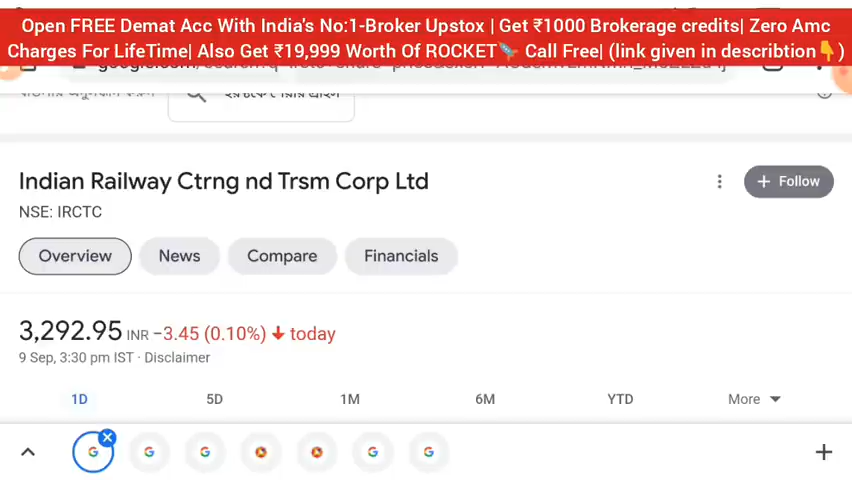 Open FREE Demat Acc With India's No:1-Broker Upstox | Get ₹1000 Brokerage credits| Zero Amc
Charges For LifeTime| Also Get ₹19,999 Worth Of ROCKET🚀 Call Free| (link given in describtion👇)
Indian Railway Ctrng nd Trsm Corp Ltd
+ Follow
NSE: IRCTC
Overview News Compare Financials
3,292.95 INR −3.45 (0.10%) ↓ today
9 Sep, 3:30 pm IST · Disclaimer
1D 5D 1M 6M YTD More